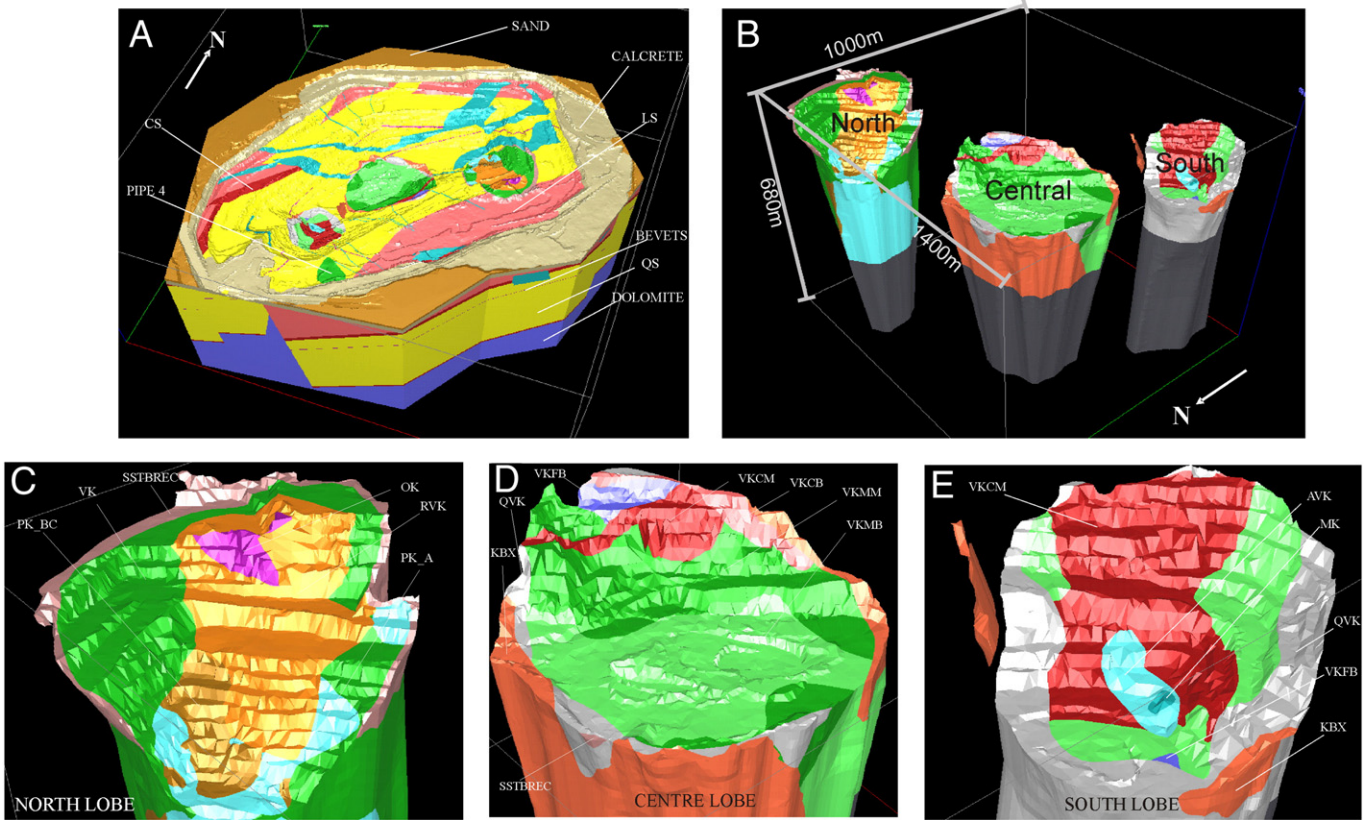 A
N
SAND
CALCRETE
CS
LS
PIPE 4
BEVETS
QS
DOLOMITE
B
1000m
North
Central
South
680m
1400m
N
C
SSTBREC
VK
PK_BC
OK
RVK
PK_A
NORTH LOBE
D
VKFB
QVK
KBX
VKCM
VKCB
VKMM
VKMB
SSTBREC
CENTRE LOBE
E
VKCM
AVK
MK
QVK
VKFB
KBX
SOUTH LOBE